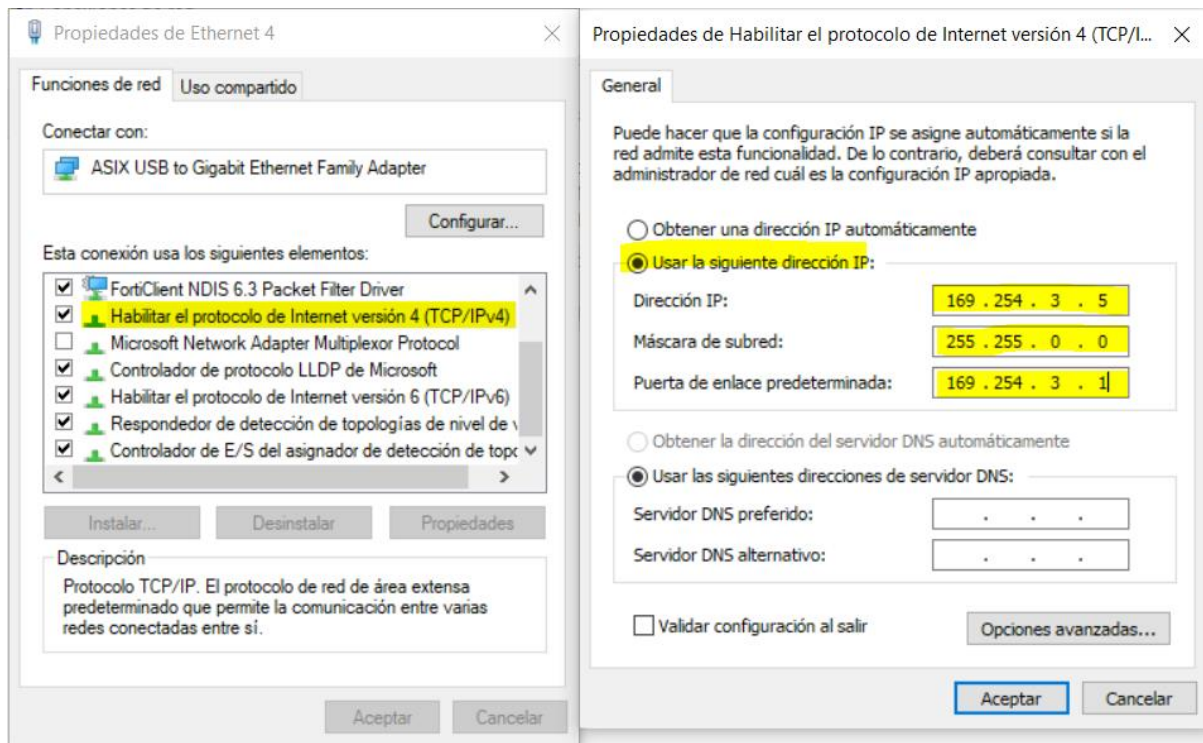 Propiedades de Ethernet 4
Funciones de red
Uso compartido
Conectar con:
ASIX USB to Gigabit Ethernet Family Adapter
Configurar...
Esta conexión usa los siguientes elementos:
FortiClient NDIS 6.3 Packet Filter Driver
Habilitar el protocolo de Internet versión 4 (TCP/IPv4)
Microsoft Network Adapter Multiplexor Protocol
Controlador de protocolo LLDP de Microsoft
Habilitar el protocolo de Internet versión 6 (TCP/IPv6)
Respondedor de detección de topologías de nivel de v
Controlador de E/S del asignador de detección de topc
Instalar...
Desinstalar
Propiedades
Descripción
Protocolo TCP/IP. El protocolo de red de área extensa
predeterminado que permite la comunicación entre varias
redes conectadas entre sí.
Aceptar
Cancelar
Propiedades de Habilitar el protocolo de Internet versión 4 (TCP/I...
General
Puede hacer que la configuración IP se asigne automáticamente si la
red admite esta funcionalidad. De lo contrario, deberá consultar con el
administrador de red cuál es la configuración IP apropiada.
Obtener una dirección IP automáticamente
Usar la siguiente dirección IP:
Dirección IP: 169 . 254 . 3 . 5
Máscara de subred: 255 . 255 . 0 . 0
Puerta de enlace predeterminada: 169 . 254 . 3 . 1
Obtener la dirección del servidor DNS automáticamente
Usar las siguientes direcciones de servidor DNS:
Servidor DNS preferido: . . .
Servidor DNS alternativo: . . .
Validar configuración al salir
Opciones avanzadas...
Aceptar
Cancelar